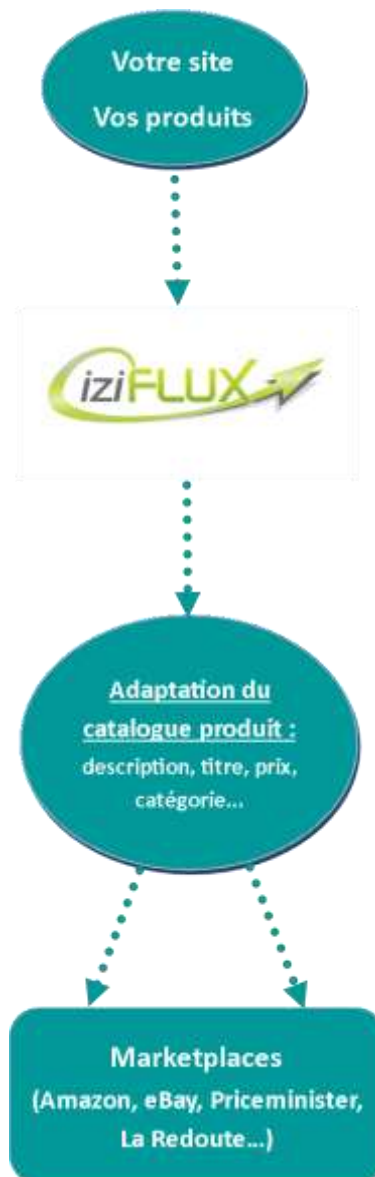 Votre site
Vos produits
iziFLUX
Adaptation du
catalogue produit :
description, titre, prix,
catégorie...
Marketplaces
(Amazon, eBay, Priceminister,
La Redoute...)